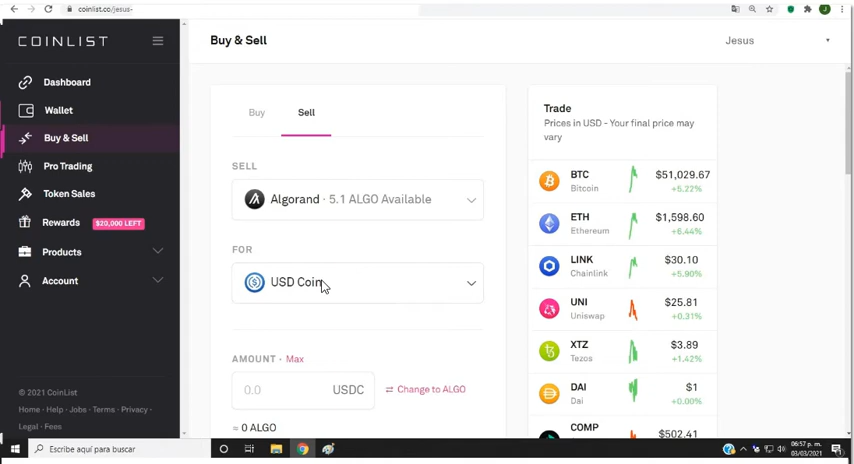 coinlist.co/jesus-
COINLIST
Dashboard
Wallet
Buy & Sell
Pro Trading
Token Sales
Rewards $20,000 LEFT
Products
Account
© 2021 CoinList
Home · Help · Jobs · Terms · Privacy ·
Legal · Fees
Buy & Sell
Jesus
Buy Sell
SELL
Algorand · 5.1 ALGO Available
FOR
USD Coin
AMOUNT · Max
0.0 USDC
⇄ Change to ALGO
≈ 0 ALGO
Trade
Prices in USD - Your final price may
vary
BTC $51,029.67
Bitcoin +5.22%
ETH $1,598.60
Ethereum +6.44%
LINK $30.10
Chainlink +5.90%
UNI $25.81
Uniswap +0.31%
XTZ $3.89
Tezos +1.42%
DAI $1
Dai +0.00%
COMP $502.41
Escribe aquí para buscar
06:57 p. m.
03/03/2021